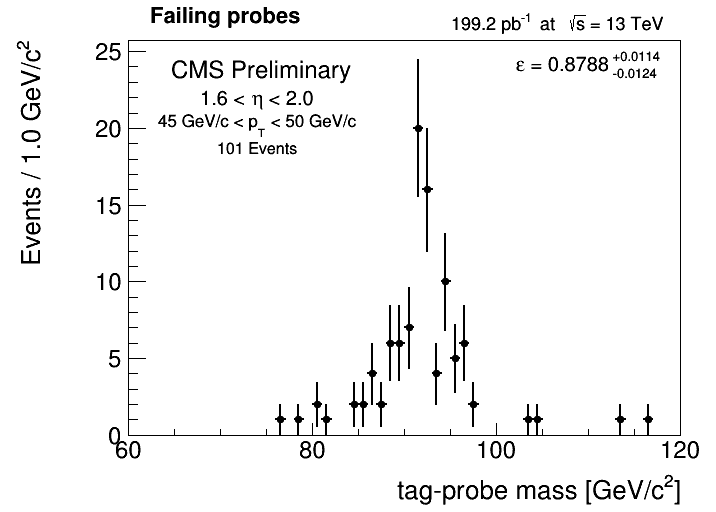 Failing probes
199.2 pb⁻¹ at √s = 13 TeV
CMS Preliminary
1.6 < η < 2.0
45 GeV/c < p_T < 50 GeV/c
101 Events
ε = 0.8788 +0.0114 -0.0124
Events / 1.0 GeV/c²
25
20
15
10
5
0
60 80 100 120
tag-probe mass [GeV/c²]